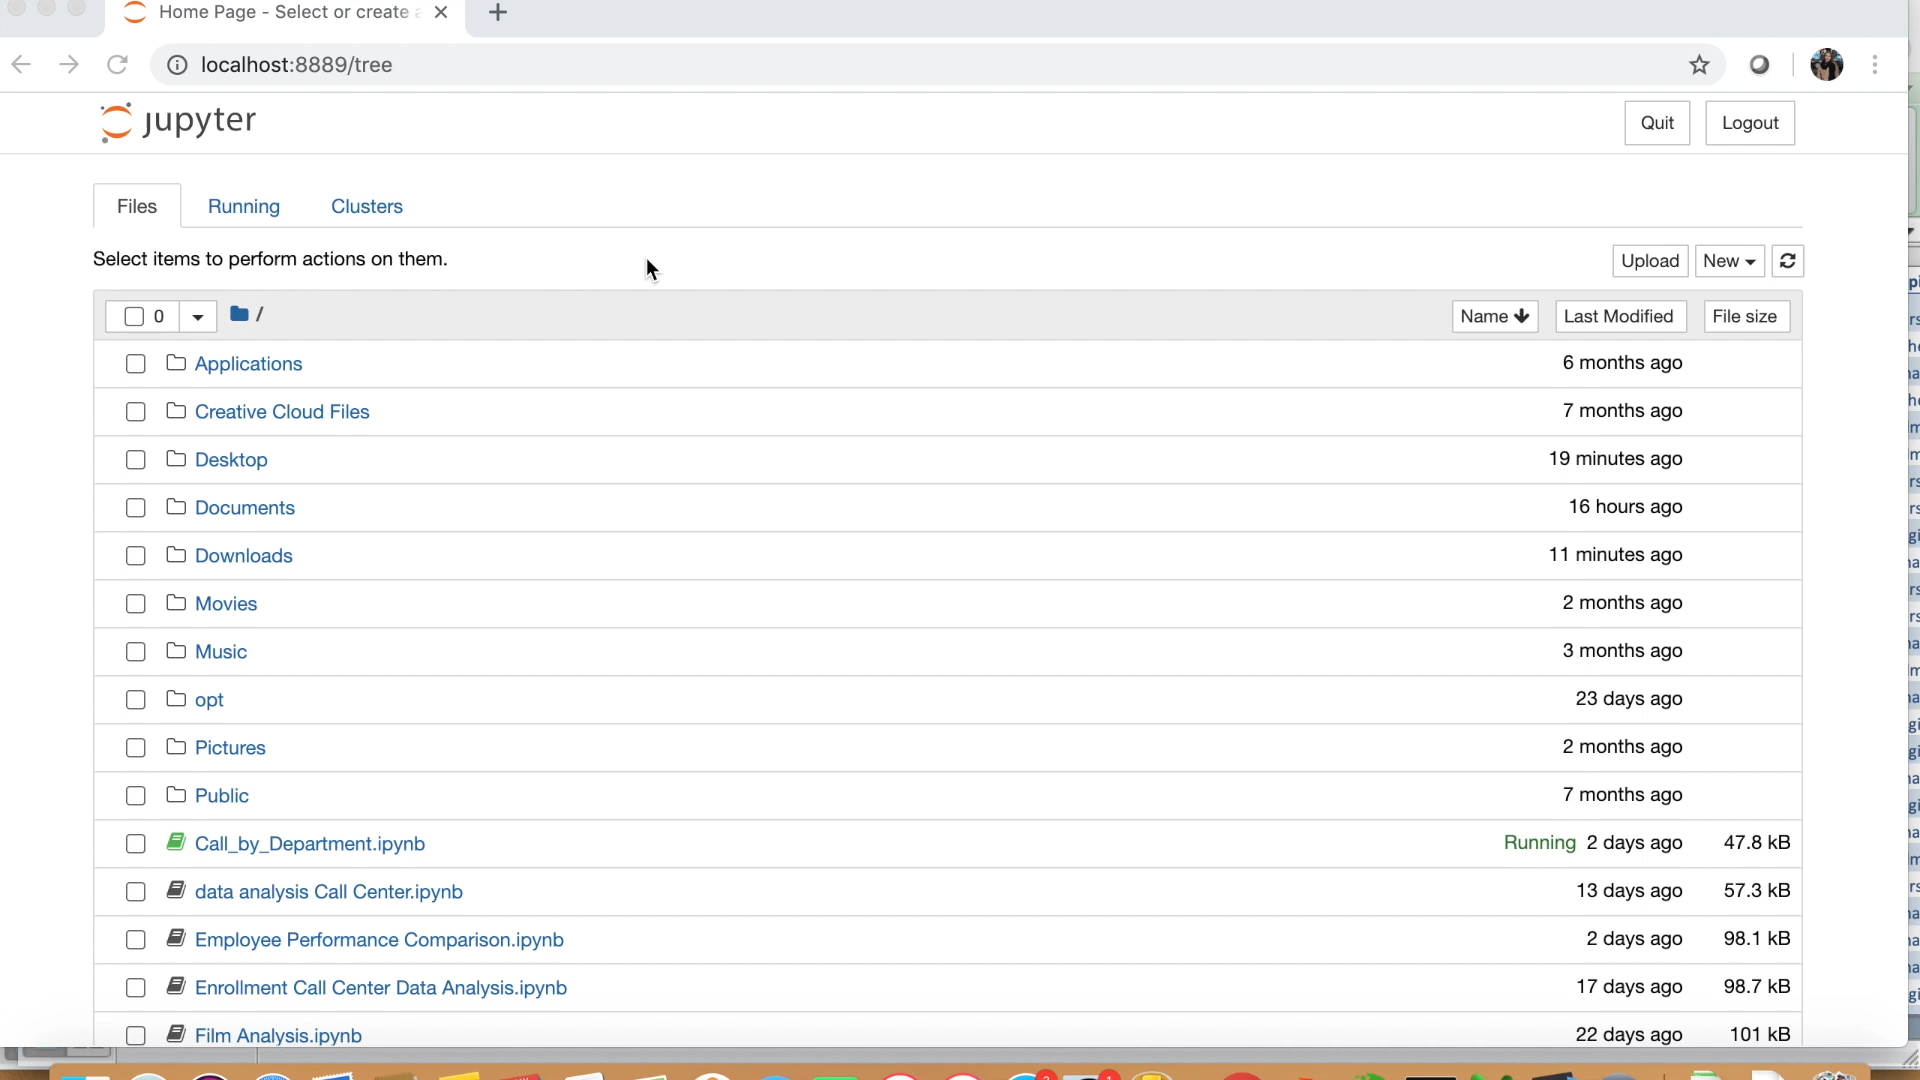 Home Page - Select or create a
localhost:8889/tree
jupyter
Quit
Logout
Files
Running
Clusters
Select items to perform actions on them.
Upload
New
0
/
Name
Last Modified
File size
Applications
6 months ago
Creative Cloud Files
7 months ago
Desktop
19 minutes ago
Documents
16 hours ago
Downloads
11 minutes ago
Movies
2 months ago
Music
3 months ago
opt
23 days ago
Pictures
2 months ago
Public
7 months ago
Call_by_Department.ipynb
Running 2 days ago 47.8 kB
data analysis Call Center.ipynb
13 days ago 57.3 kB
Employee Performance Comparison.ipynb
2 days ago 98.1 kB
Enrollment Call Center Data Analysis.ipynb
17 days ago 98.7 kB
Film Analysis.ipynb
22 days ago 101 kB